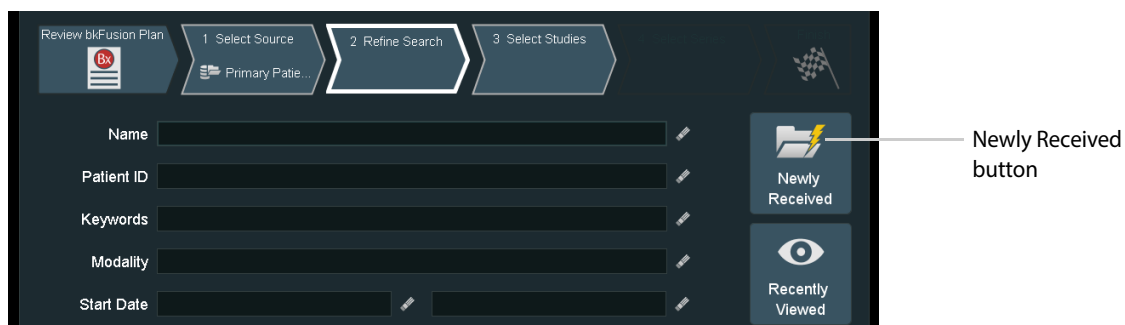 Review bkFusion Plan
Bx
1 Select Source
Primary Patie...
2 Refine Search
3 Select Studies
Name
Patient ID
Keywords
Modality
Start Date
Newly
Received
Recently
Viewed
Newly Received
button